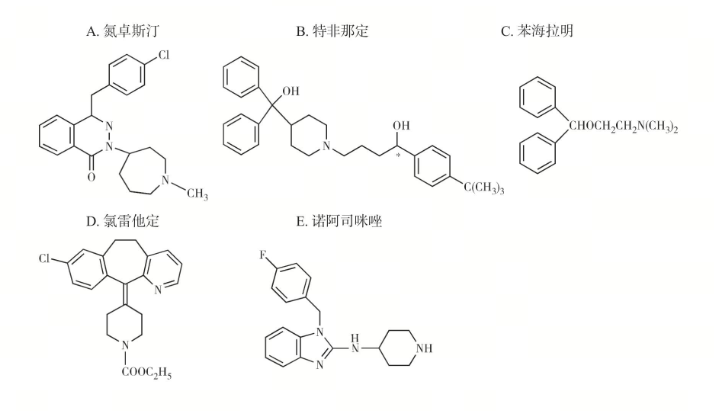 A. 氮卓斯汀
B. 特非那定
C. 苯海拉明
Cl
N
N
O
N
CH₃
OH
N
OH
*
C(CH₃)₃
CHOCH₂CH₂N(CH₃)₂
D. 氯雷他定
E. 诺阿司咪唑
Cl
N
N
COOC₂H₅
F
N
N
H
N
NH